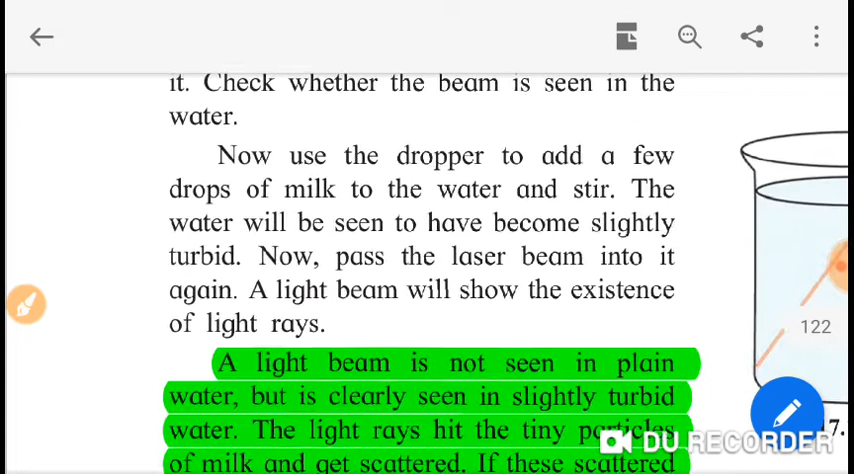 it. Check whether the beam is seen in the
water.
Now use the dropper to add a few
drops of milk to the water and stir. The
water will be seen to have become slightly
turbid. Now, pass the laser beam into it
again. A light beam will show the existence
of light rays.
A light beam is not seen in plain
water, but is clearly seen in slightly turbid
water. The light rays hit the tiny particles
of milk and get scattered. If these scattered
122
17.
DU RECORDER